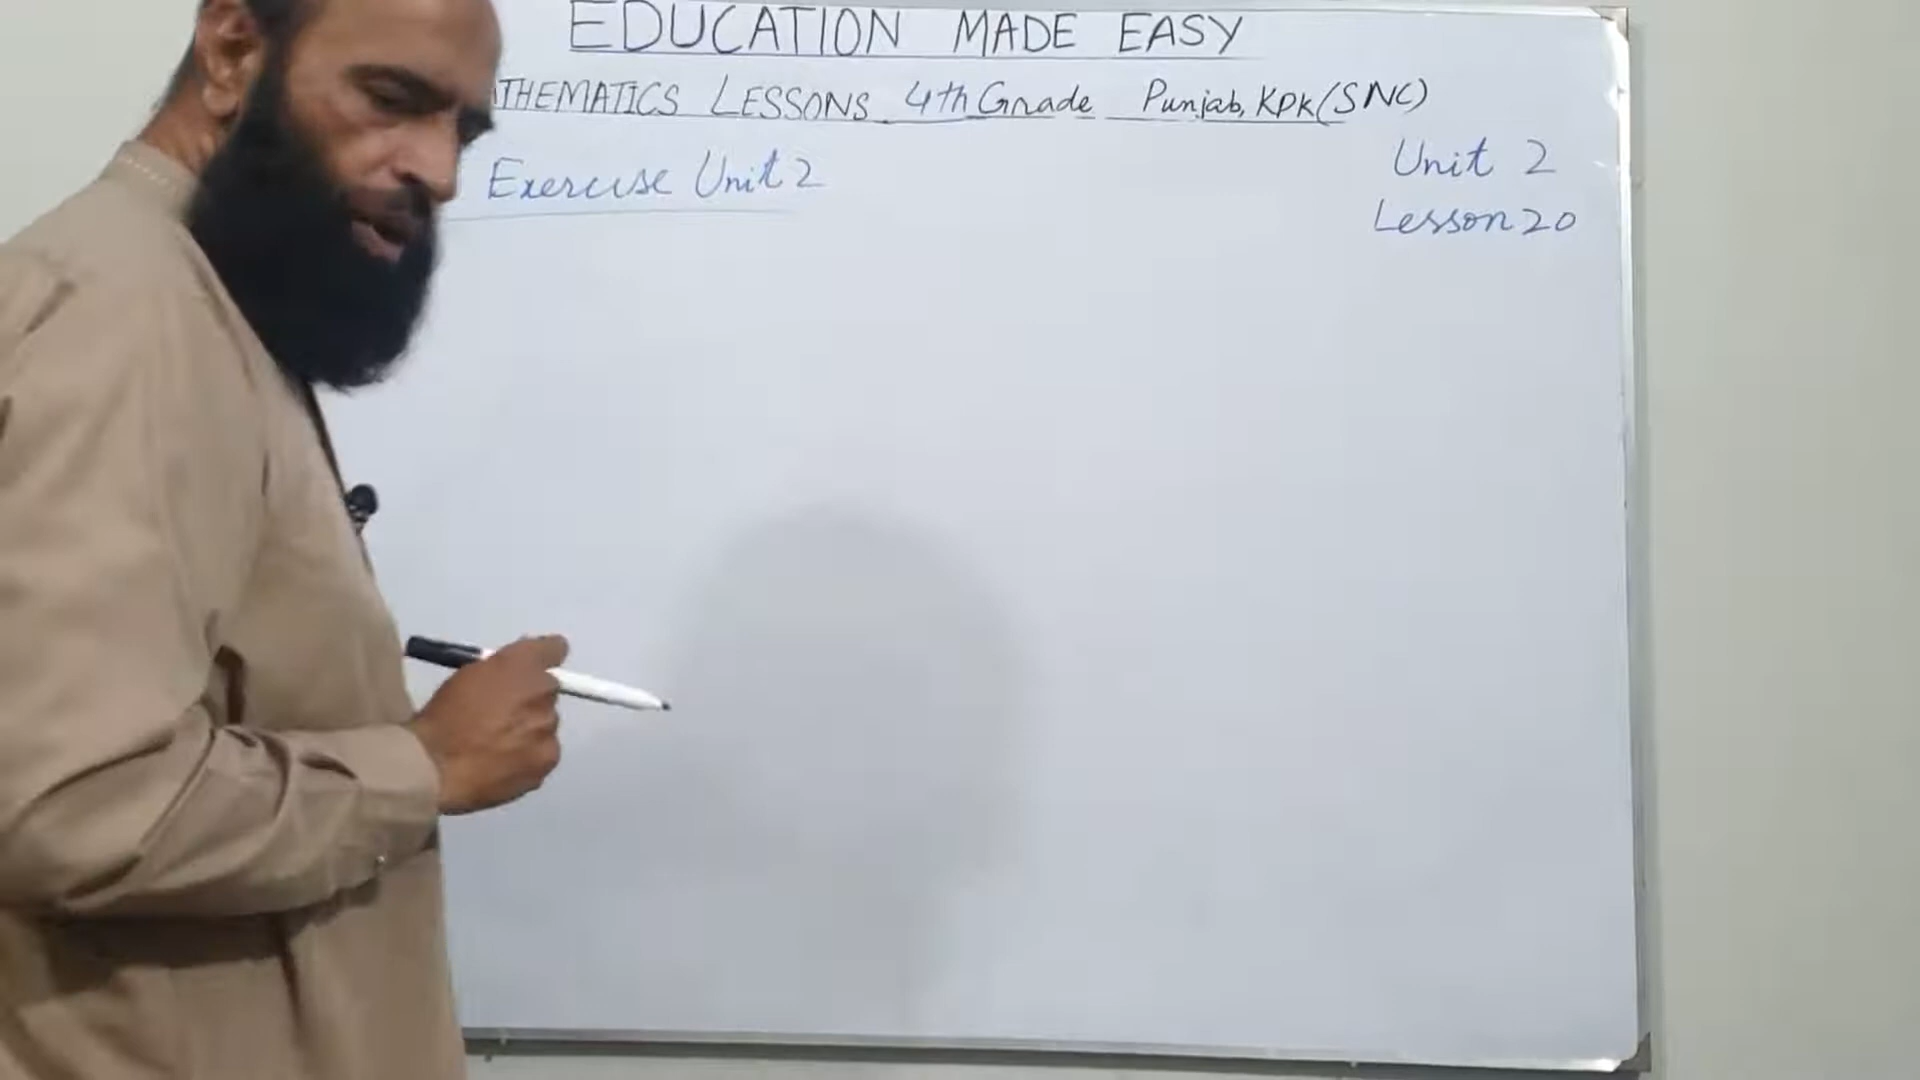 EDUCATION MADE EASY
THEMATICS LESSONS 4th Grade Punjab, KPK (SNC)
Exercise Unit 2
Unit 2
Lesson 20